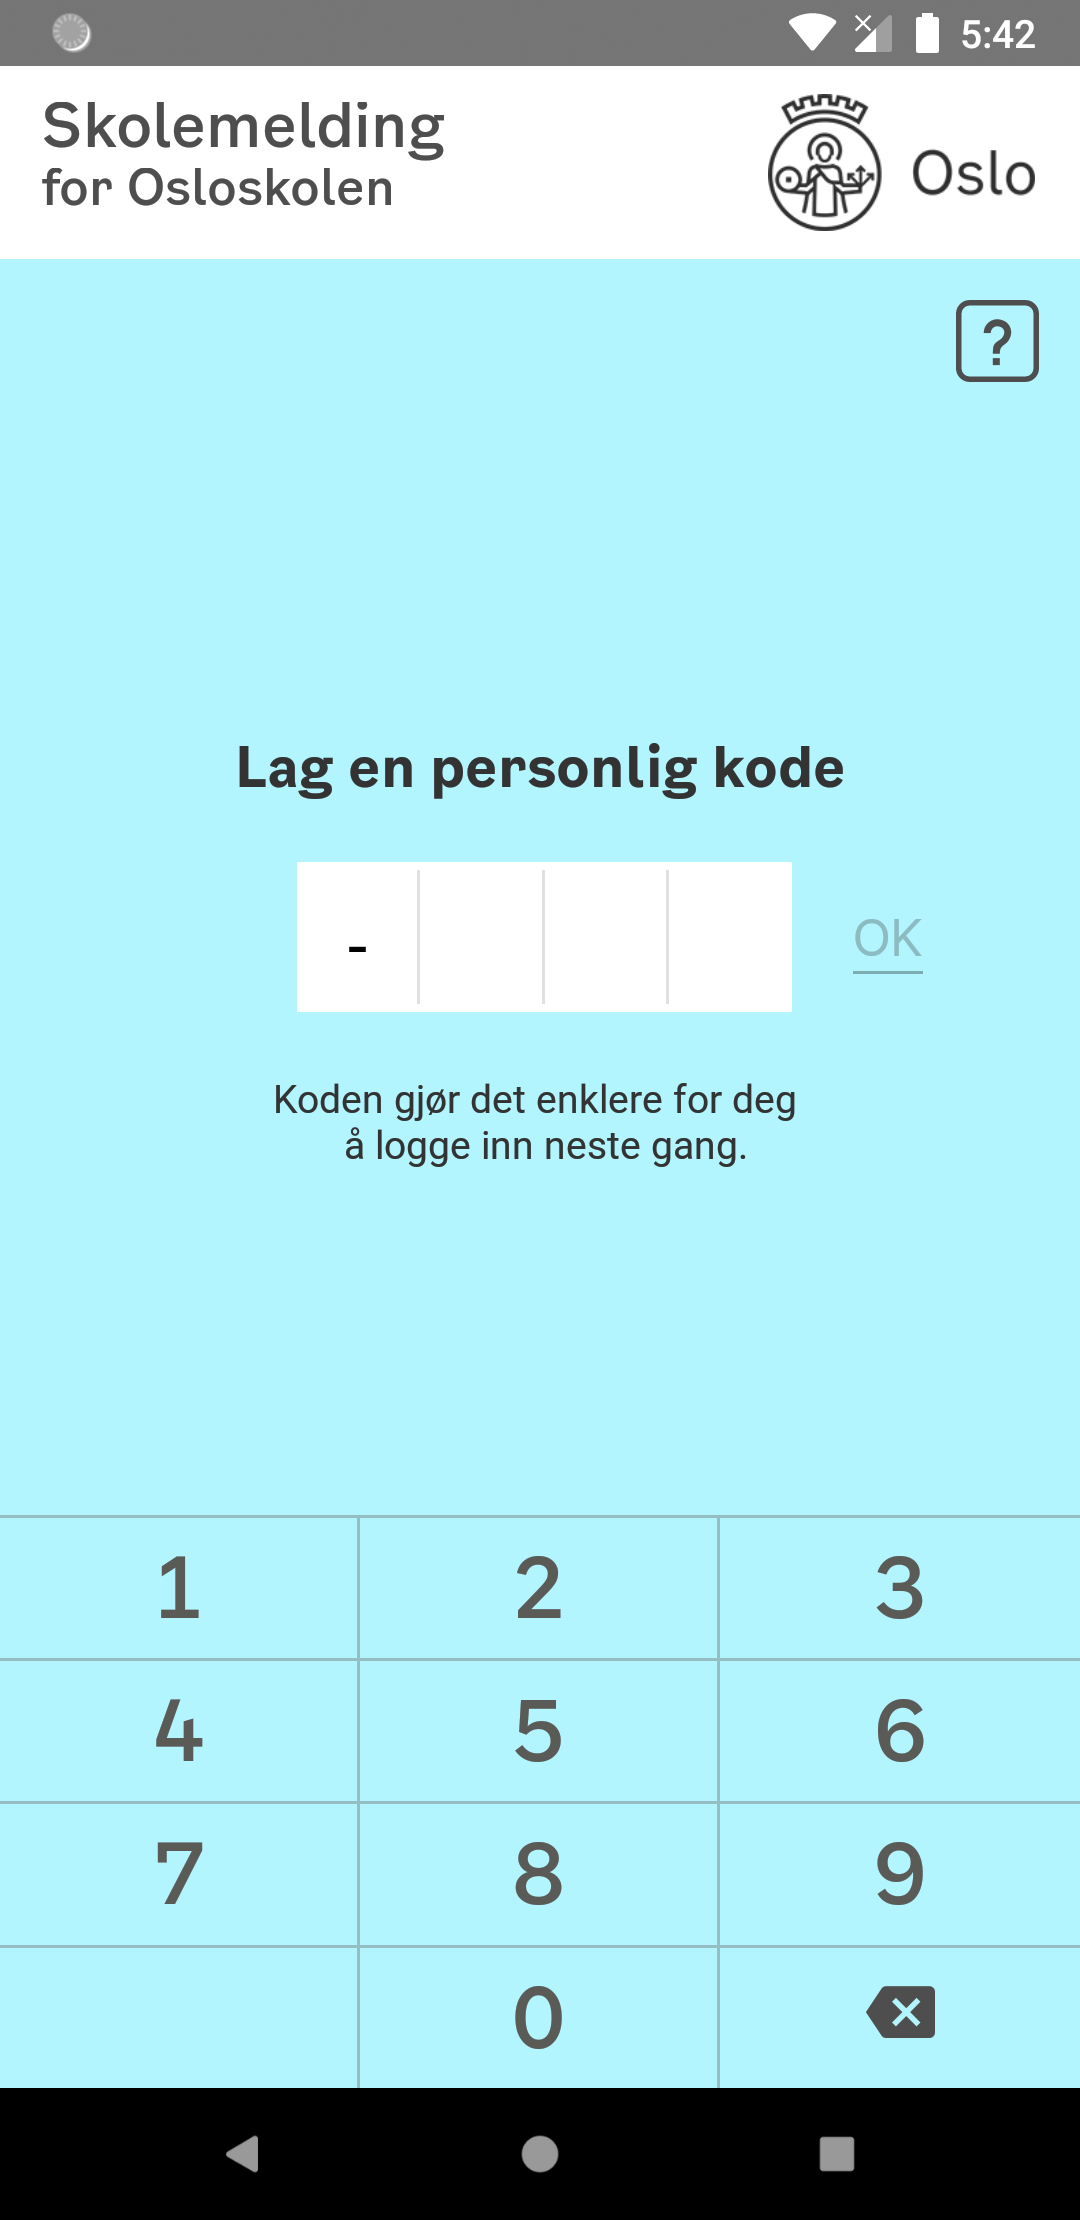 5:42
Skolemelding
for Osloskolen
Oslo
?
Lag en personlig kode
-
OK
Koden gjør det enklere for deg
å logge inn neste gang.
1 2 3
4 5 6
7 8 9
0